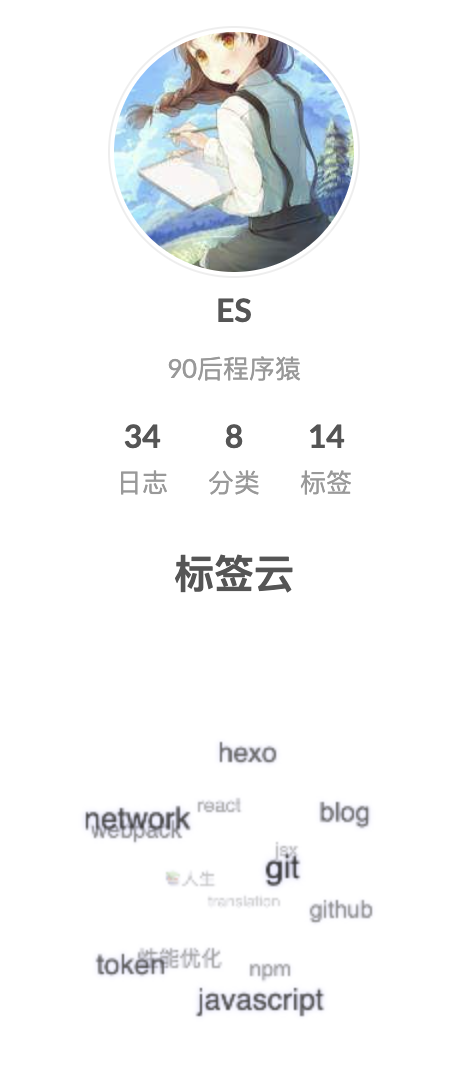 ES
90后程序猿
34 8 14
日志 分类 标签
标签云
hexo
react
blog
network
webpack
jsx
git
人生
translation
github
性能优化
token
npm
javascript